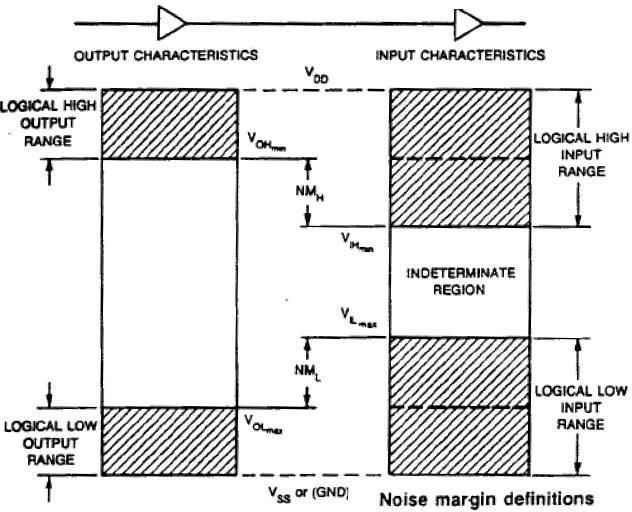 OUTPUT CHARACTERISTICS
INPUT CHARACTERISTICS
VDD
LOGICAL HIGH
OUTPUT
RANGE
VOHmin
NMH
VIHmin
LOGICAL HIGH
INPUT
RANGE
INDETERMINATE
REGION
VILmax
NML
VOLmax
LOGICAL LOW
OUTPUT
RANGE
LOGICAL LOW
INPUT
RANGE
VSS or (GND)
Noise margin definitions